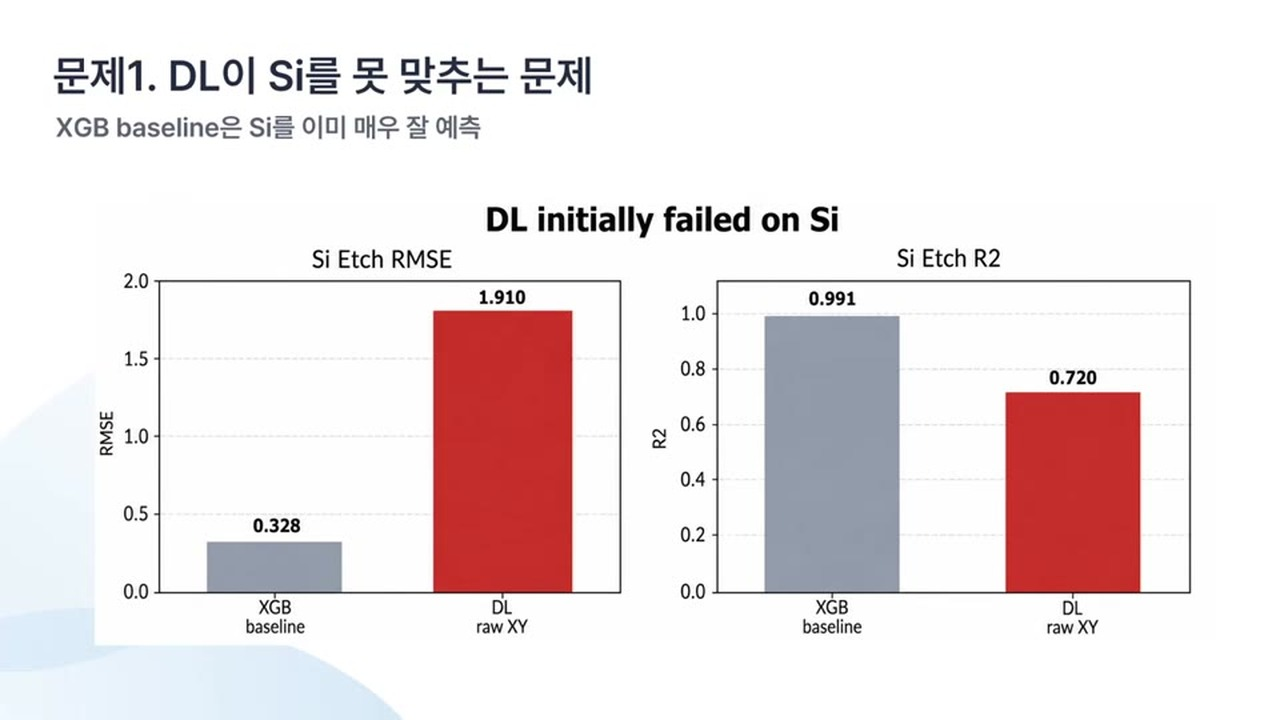 문제1. DL이 Si를 못 맞추는 문제
XGB baseline은 Si를 이미 매우 잘 예측
DL initially failed on Si
Si Etch RMSE
2.0
1.5
1.0
0.5
0.0
RMSE
0.328
1.910
XGB
baseline
DL
raw XY
Si Etch R2
1.0
0.8
0.6
0.4
0.2
0.0
R2
0.991
0.720
XGB
baseline
DL
raw XY